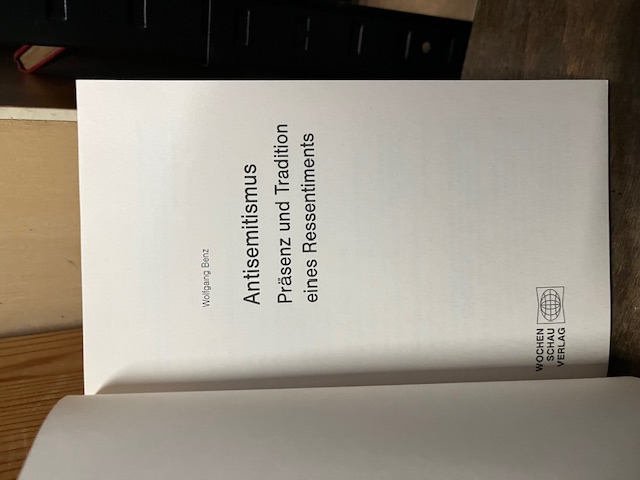 Wolfgang Benz
Antisemitismus
Präsenz und Tradition
eines Ressentiments
WOCHEN
SCHAU
VERLAG